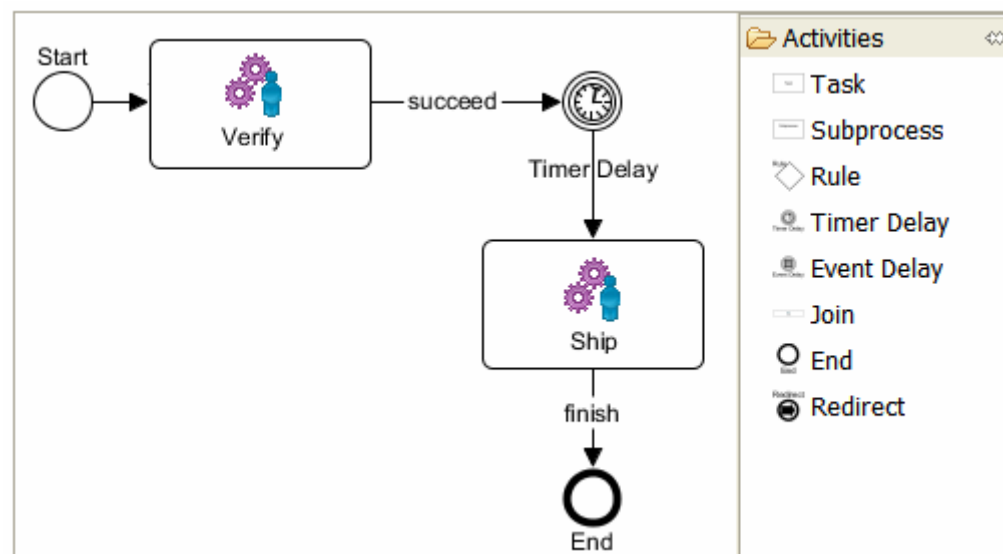 Start
Verify
succeed
Timer Delay
Ship
finish
End
Activities
Task
Subprocess
Rule
Timer Delay
Event Delay
Join
End
Redirect